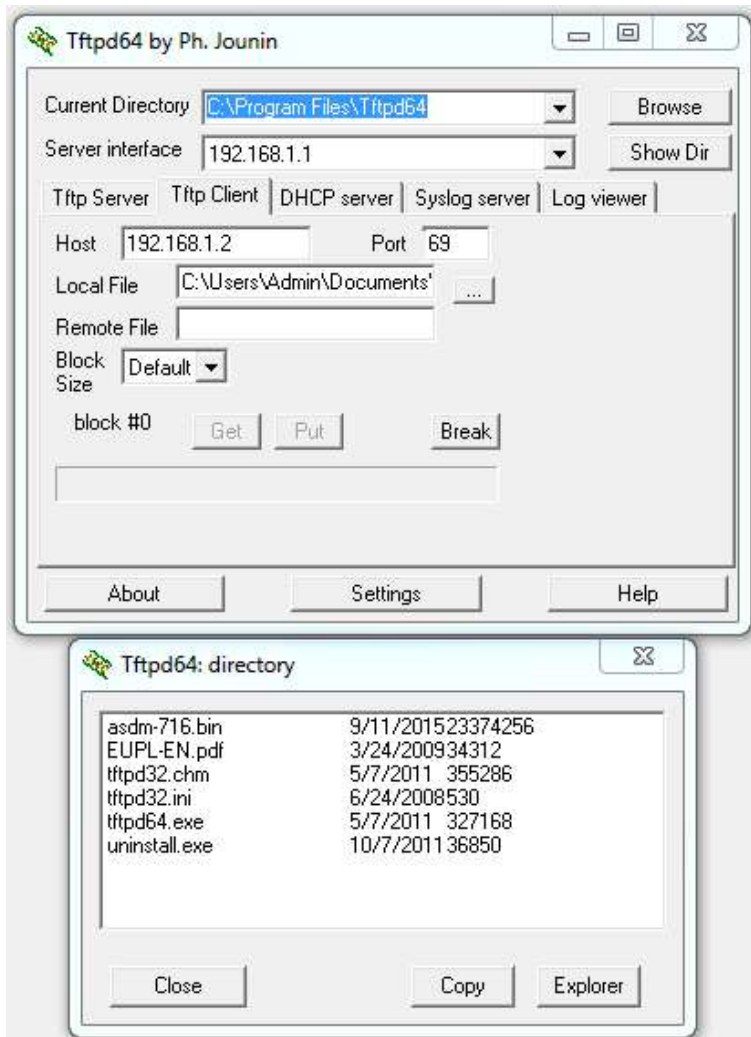 Tftpd64 by Ph. Jounin
Current Directory C:\Program Files\Tftpd64 Browse
Server interface 192.168.1.1 Show Dir
Tftp Server Tftp Client DHCP server Syslog server Log viewer
Host 192.168.1.2 Port 69
Local File C:\Users\Admin\Documents' ...
Remote File
Block Size Default
block #0 Get Put Break
About Settings Help
Tftpd64: directory
asdm-716.bin 9/11/201523374256
EUPL-EN.pdf 3/24/200934312
tftpd32.chm 5/7/2011 355286
tftpd32.ini 6/24/2008530
tftpd64.exe 5/7/2011 327168
uninstall.exe 10/7/201136850
Close Copy Explorer